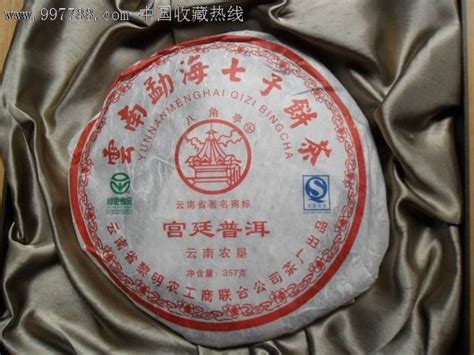 www.997788.com 中国收藏热线
雲南勐海七子餅茶
YUNNANMENGHAI QIZI BINGCHA
八角亭
云南省著名商标
宫廷普洱
云南农垦
净含量:357克
云南省黎明农工商联合公司茶厂出品